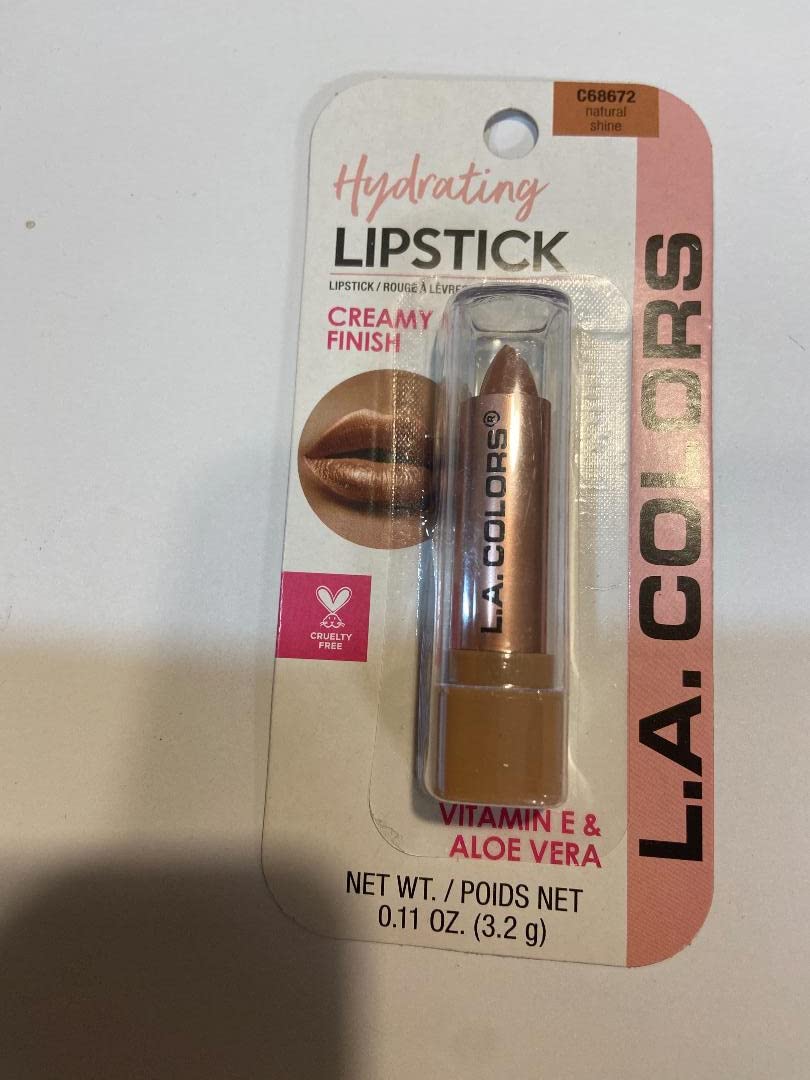 C68672
natural
shine
Hydrating
LIPSTICK
LIPSTICK / ROUGE À LÈVRES
CREAMY
FINISH
L.A. COLORS®
L.A. COLORS
CRUELTY
FREE
VITAMIN E &
ALOE VERA
NET WT. / POIDS NET
0.11 OZ. (3.2 g)